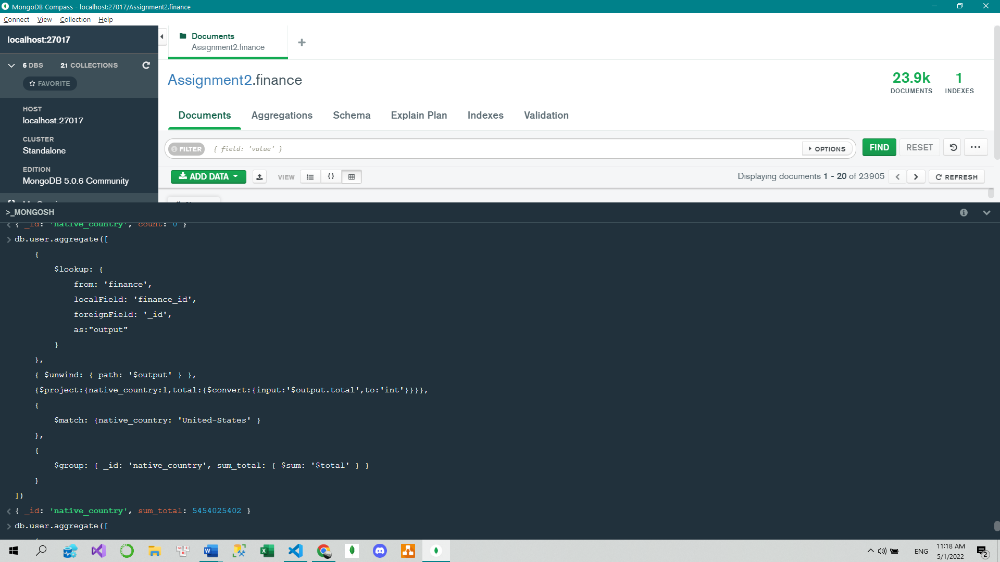 MongoDB Compass - localhost:27017/Assignment2.finance
Connect View Collection Help
localhost:27017
6 DBS 21 COLLECTIONS
FAVORITE
HOST
localhost:27017
CLUSTER
Standalone
EDITION
MongoDB 5.0.6 Community
Documents
Assignment2.finance
+
Assignment2.finance
23.9k
DOCUMENTS
1
INDEXES
Documents Aggregations Schema Explain Plan Indexes Validation
FILTER { field: 'value' } OPTIONS FIND RESET ...
ADD DATA VIEW {} Displaying documents 1 - 20 of 23905 < > REFRESH
>_MONGOSH
< { _id: 'native_country', count: 0 }
> db.user.aggregate([
{
$lookup: {
from: 'finance',
localField: 'finance_id',
foreignField: '_id',
as:"output"
}
},
{ $unwind: { path: '$output' } },
{$project:{native_country:1,total:{$convert:{input:'$output.total',to:'int'}}}},
{
$match: {native_country: 'United-States' }
},
{
$group: { _id: 'native_country', sum_total: { $sum: '$total' } }
}
])
< { _id: 'native_country', sum_total: 5454025402 }
> db.user.aggregate([
ENG
11:18 AM
5/1/2022
2